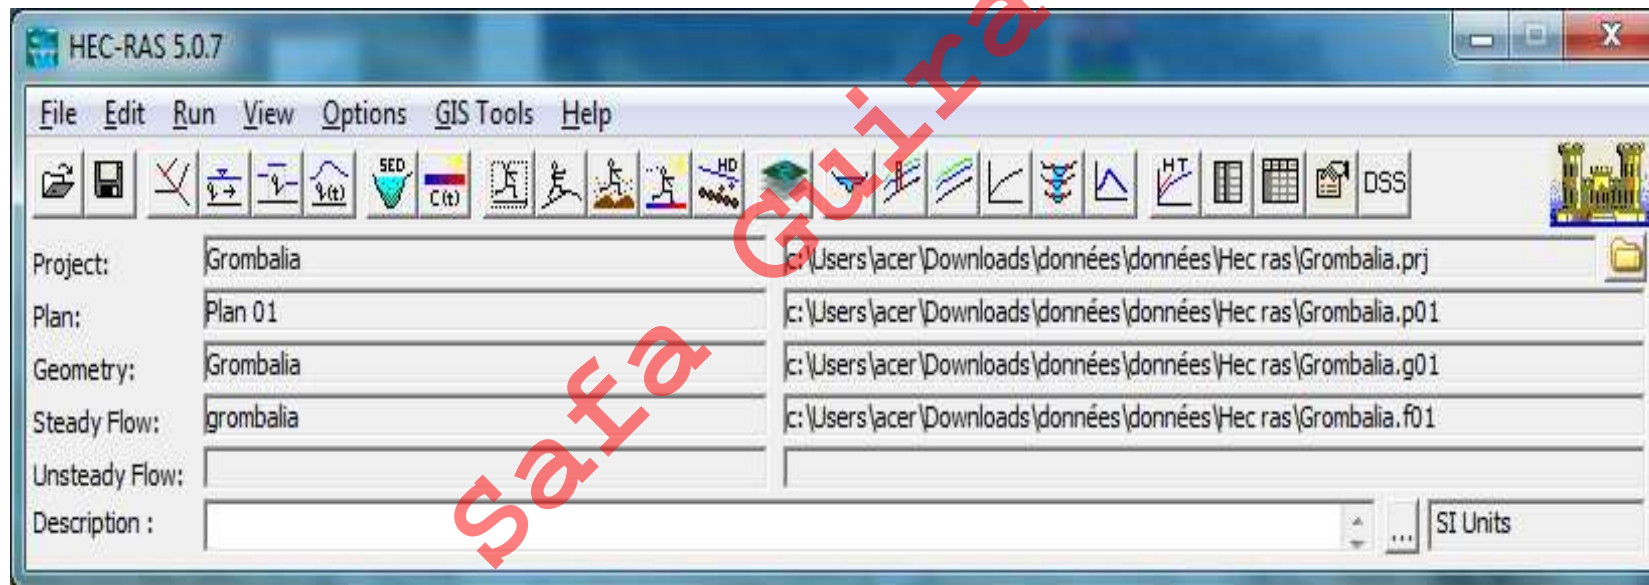 HEC-RAS 5.0.7
File Edit Run View Options GIS Tools Help
SED C(t) HD HT DSS
Project: Grombalia c:\Users\acer\Downloads\données\données\Hec ras\Grombalia.prj
Plan: Plan 01 c:\Users\acer\Downloads\données\données\Hec ras\Grombalia.p01
Geometry: Grombalia c:\Users\acer\Downloads\données\données\Hec ras\Grombalia.g01
Steady Flow: grombalia c:\Users\acer\Downloads\données\données\Hec ras\Grombalia.f01
Unsteady Flow:
Description : ... SI Units
Safa Guira